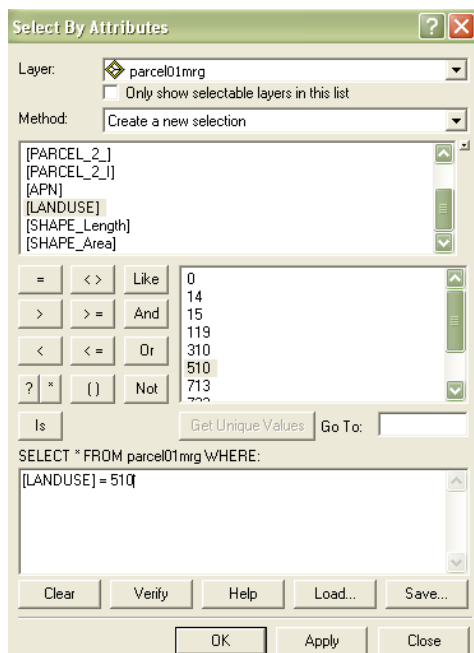 Select By Attributes
Layer: parcel01mrg
Only show selectable layers in this list
Method: Create a new selection
[PARCEL_2_]
[PARCEL_2_I]
[APN]
[LANDUSE]
[SHAPE_Length]
[SHAPE_Area]
= < > Like
> > = And
< < = Or
? * ( ) Not
Is
0
14
15
119
310
510
713
Get Unique Values Go To:
SELECT * FROM parcel01mrg WHERE:
[LANDUSE] = 510
Clear Verify Help Load... Save...
OK Apply Close